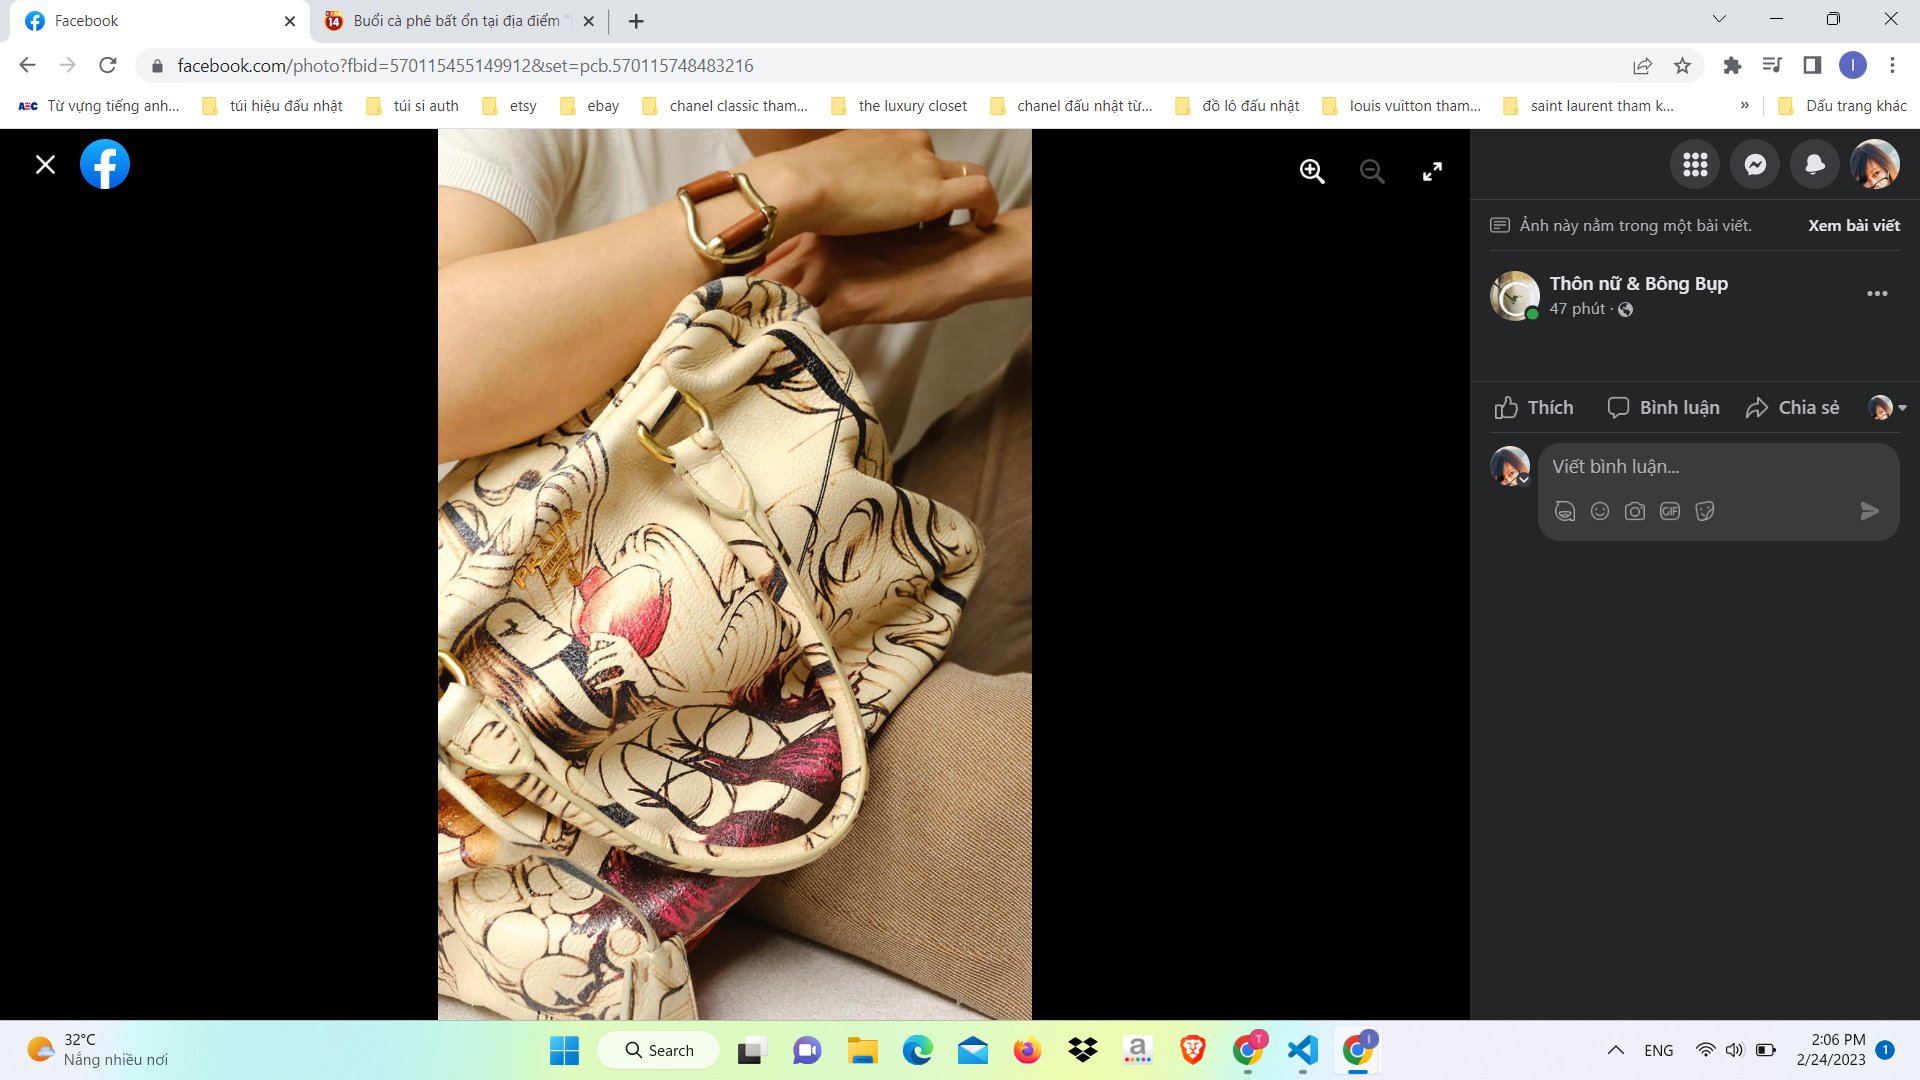 Facebook
Buổi cà phê bất ổn tại địa điểm "
facebook.com/photo?fbid=570115455149912&set=pcb.570115748483216
I
AEC Từ vựng tiếng anh...
túi hiệu đấu nhật
túi si auth
etsy
ebay
chanel classic tham...
the luxury closet
chanel đấu nhật từ...
đồ lô đấu nhật
louis vuitton tham...
saint laurent tham k...
»
Dấu trang khác
Ảnh này nằm trong một bài viết.
Xem bài viết
Thôn nữ & Bông Bụp
47 phút ·
Thích
Bình luận
Chia sẻ
Viết bình luận...
GIF
PRADA
32°C
Nắng nhiều nơi
Search
a
T
I
ENG
2:06 PM
2/24/2023
1